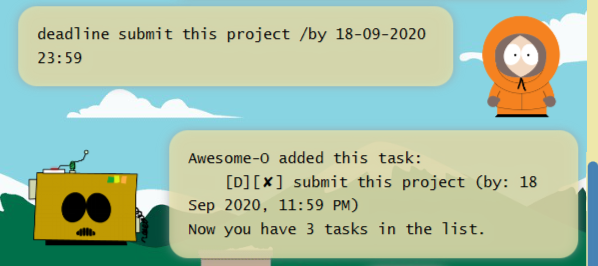 deadline submit this project /by 18-09-2020
23:59
Awesome-O added this task:
[D][✘] submit this project (by: 18
Sep 2020, 11:59 PM)
Now you have 3 tasks in the list.